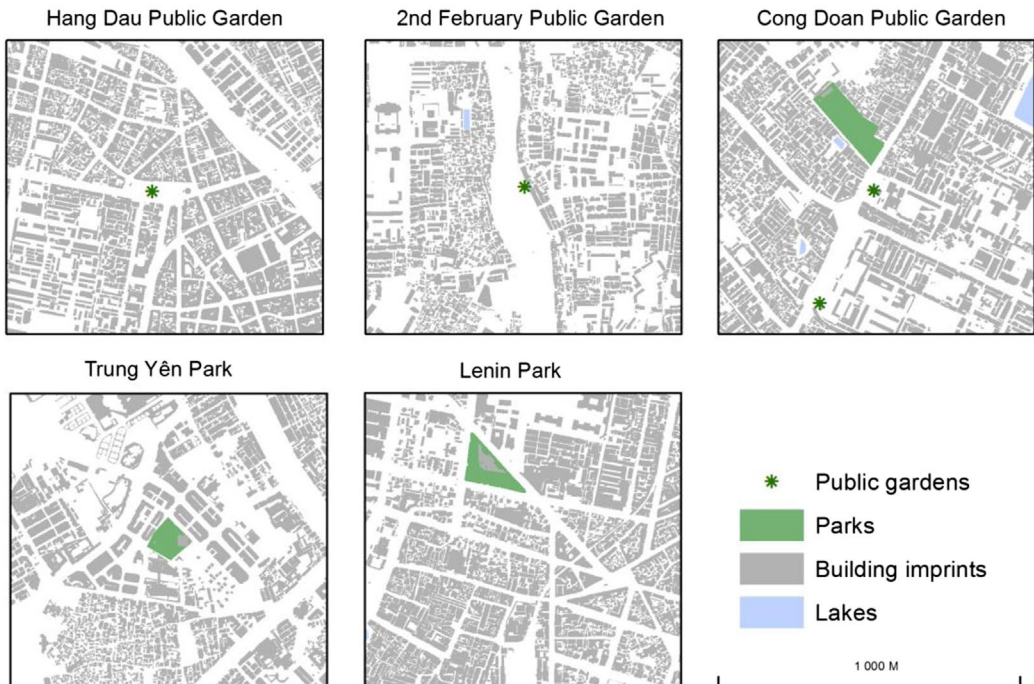 Hang Dau Public Garden
2nd February Public Garden
Cong Doan Public Garden
Trung Yên Park
Lenin Park
Public gardens
Parks
Building imprints
Lakes
1 000 M